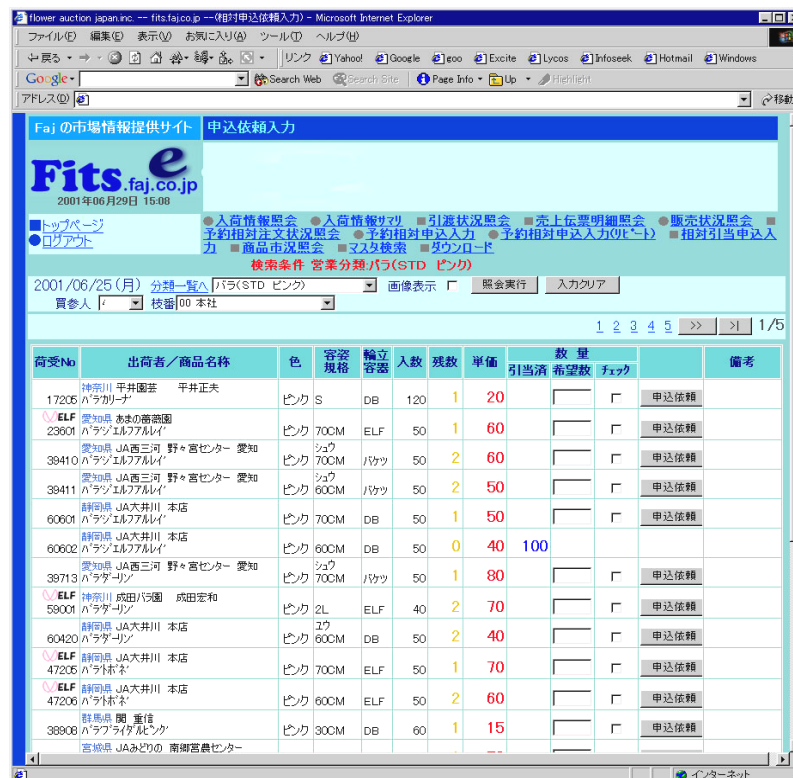 flower auction japan.inc. -- fits.faj.co.jp --(相対申込依頼入力) - Microsoft Internet Explorer
ファイル(F) 編集(E) 表示(V) お気に入り(A) ツール(T) ヘルプ(H)
戻る リンク Yahoo! Google goo Excite Lycos Infoseek Hotmail Windows
Google Search Web Search Site Page Info Up Highlight
アドレス(D) 移動
Faj の市場情報提供サイト 申込依頼入力
Fits.faj.co.jp
e
2001年06月29日 15:08
■トップページ
●ログアウト
●入荷情報照会 ●入荷情報サマリ ■引渡状況照会 ■売上伝票明細照会 ●販売状況照会 ■
予約相対注文状況照会 ●予約相対申込入力 ●予約相対申込入力(リピート) ■相対引当申込入
力 ■商品市況照会 ■マスタ検索 ■ダウンロード
検索条件 営業分類:バラ(STD ピンク)
2001/06/25(月) 分類一覧へ バラ(STD ピンク) 画像表示 照会実行 入力クリア
買参人 枝番 00 本社
1 2 3 4 5 >> >| 1/5
荷受No 出荷者/商品名称 色 容姿規格 輪立容器 入数 残数 単価 数量 引当済 希望数 チェック 備考
神奈川 平井園芸 平井正夫
17205 バラカリーナ ピンク S DB 120 1 20 申込依頼
ELF 愛知県 あまの薔薇園
23601 バラジエルフアルレイ ピンク 70CM ELF 50 1 60 申込依頼
愛知県 JA西三河 野々宮センター 愛知 シュウ
39410 バラジエルフアルレイ ピンク 70CM バケツ 50 2 60 申込依頼
愛知県 JA西三河 野々宮センター 愛知 シュウ
39411 バラジエルフアルレイ ピンク 60CM バケツ 50 2 50 申込依頼
静岡県 JA大井川 本店
60601 バラジエルフアルレイ ピンク 70CM DB 50 1 50 申込依頼
静岡県 JA大井川 本店
60602 バラジエルフアルレイ ピンク 60CM DB 50 0 40 100
愛知県 JA西三河 野々宮センター 愛知 シュウ
39713 バラダーリン ピンク 70CM バケツ 50 1 80 申込依頼
ELF 神奈川 成田バラ園 成田宏和
59001 バラダーリン ピンク 2L ELF 40 2 70 申込依頼
静岡県 JA大井川 本店 ユウ
60420 バラダーリン ピンク 60CM DB 50 2 40 申込依頼
ELF 静岡県 JA大井川 本店
47205 バラトボネ ピンク 70CM ELF 50 1 70 申込依頼
ELF 静岡県 JA大井川 本店
47206 バラトボネ ピンク 60CM ELF 50 2 60 申込依頼
群馬県 関 重信
38908 バラブライダルピンク ピンク 30CM DB 60 1 15 申込依頼
宮城県 JAみどりの 南郷営農センター
インターネット